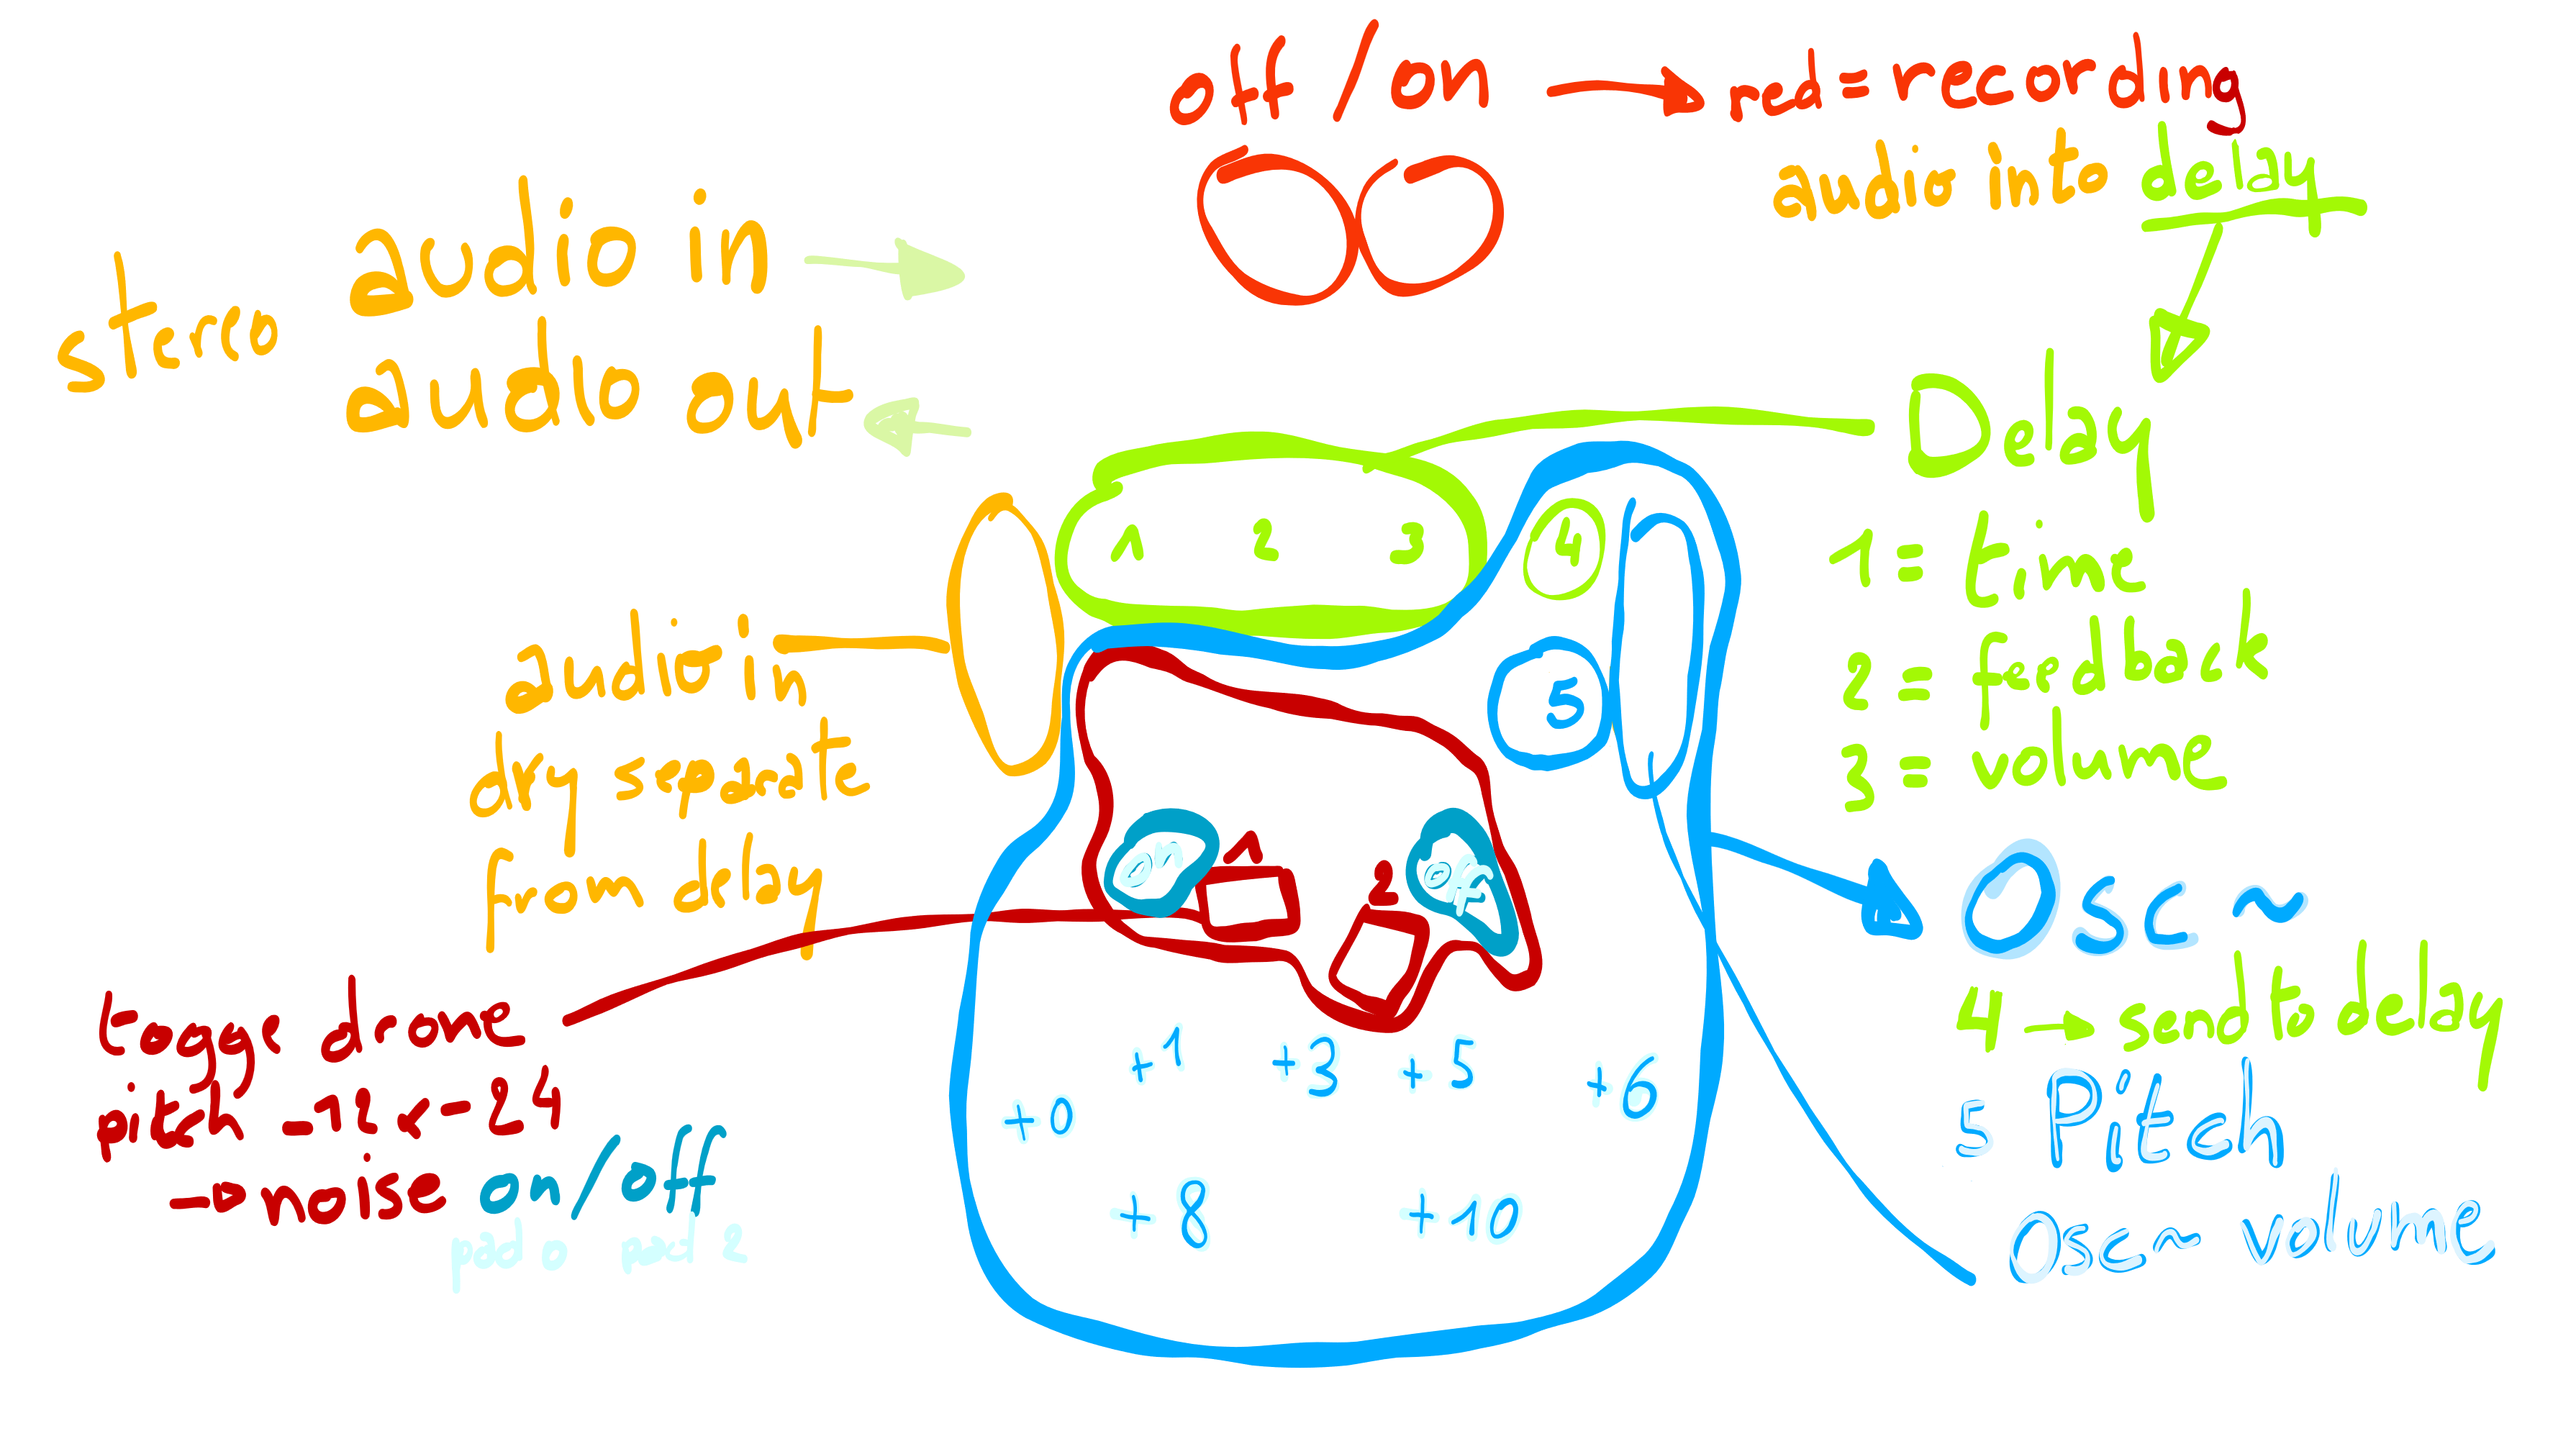 off / on → red = recording
audio into delay
stereo
audio in →
audio out ←
Delay
1 = time
2 = feedback
3 = volume
1 2 3 4
5
audio in
dry separate
from delay
on 1 2 off
Osc ~
4 → send to delay
5 Pitch
Osc ~ volume
togge drone
pitch -12 < -24
→ noise on/off
pad 0 pad 2
+0 +1 +3 +5 +6
+8 +10